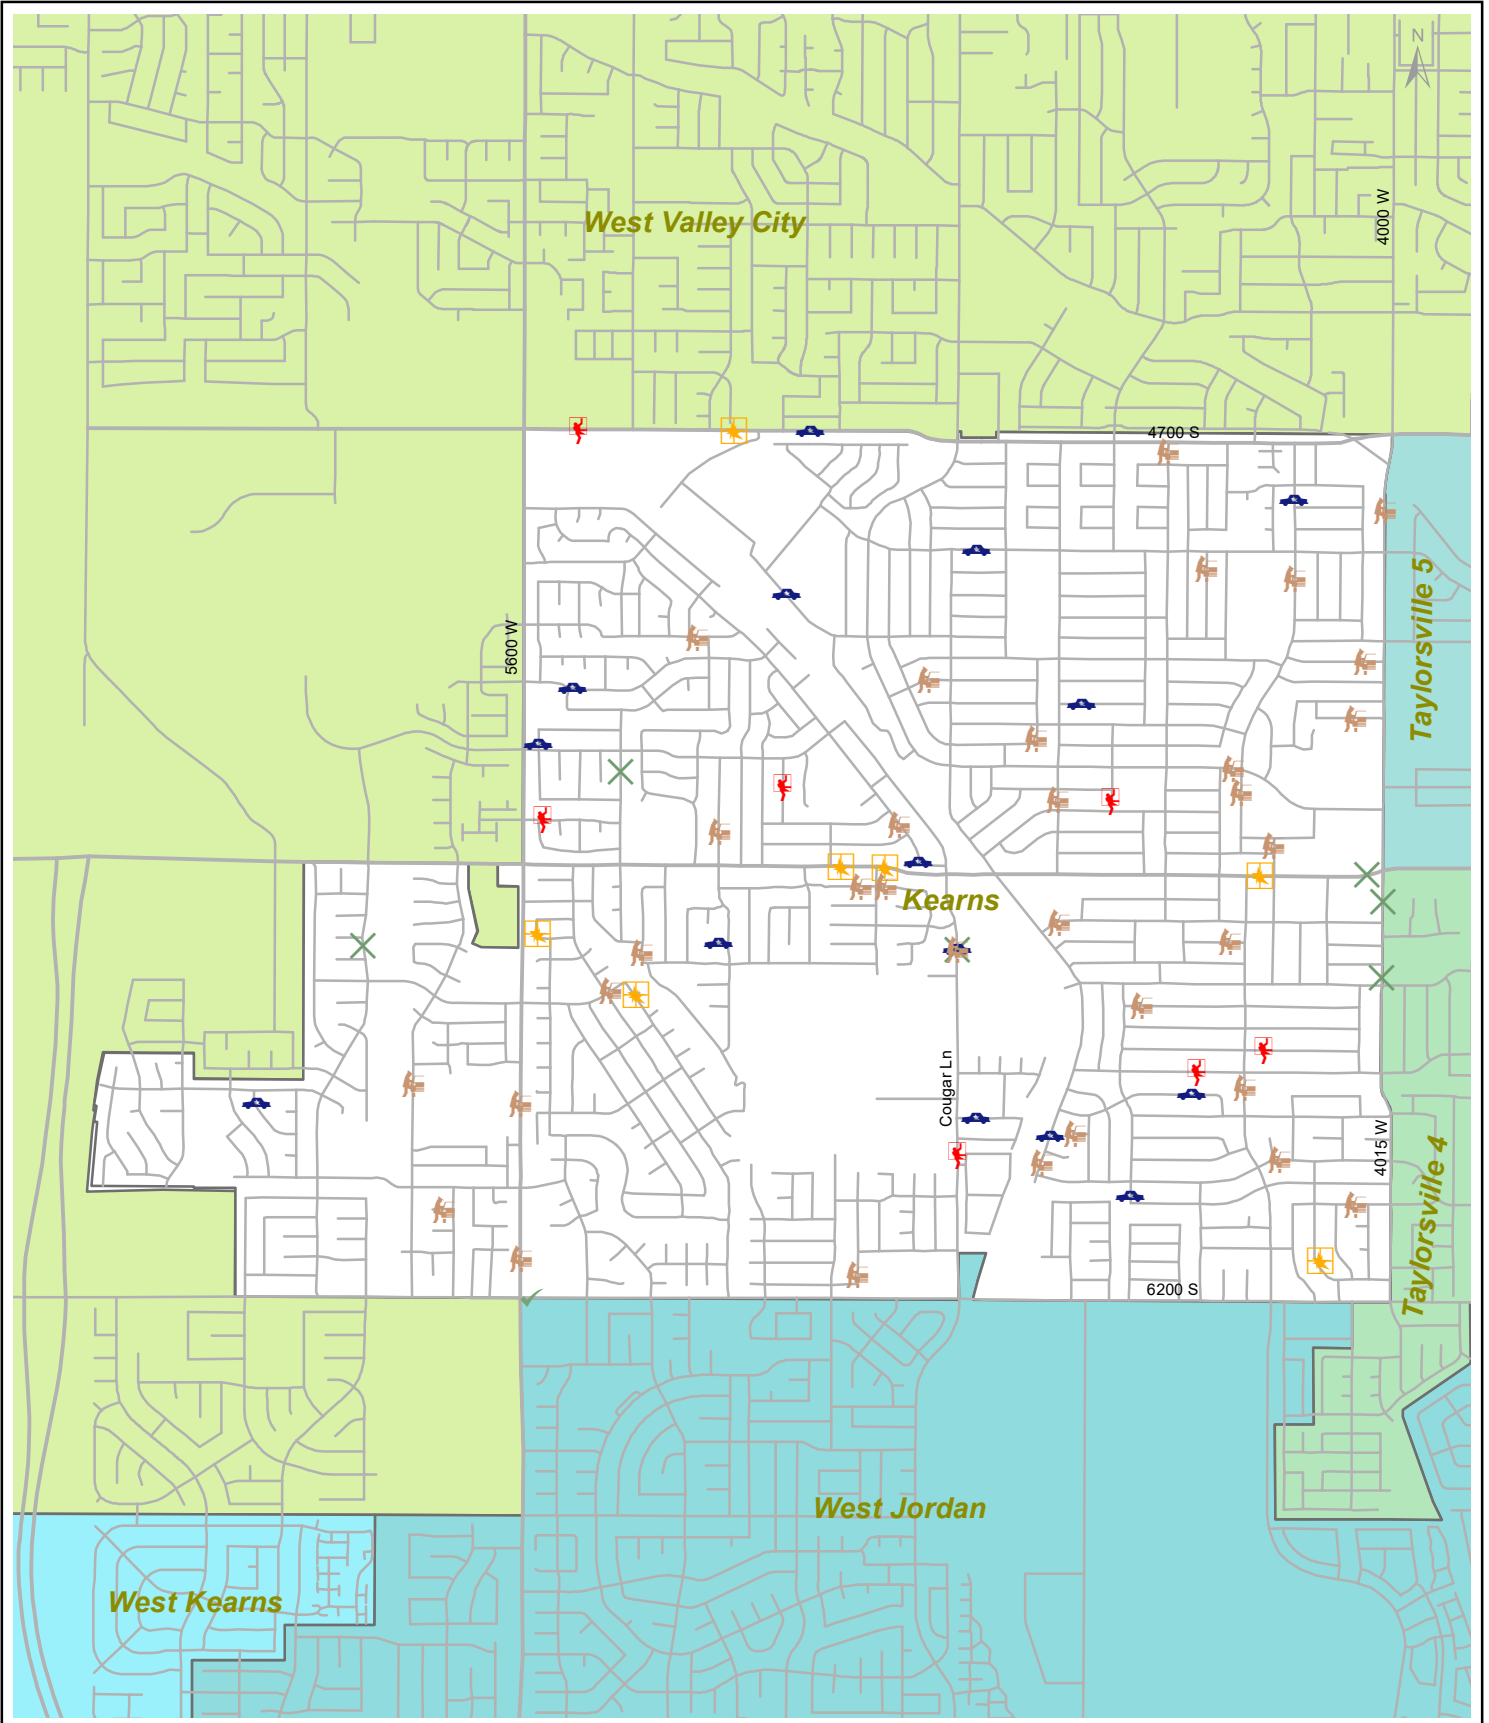 N
West Valley City
4000 W
4700 S
Taylorsville 5
5600 W
Kearns
Cougar Ln
4015 W
Taylorsville 4
6200 S
West Jordan
West Kearns